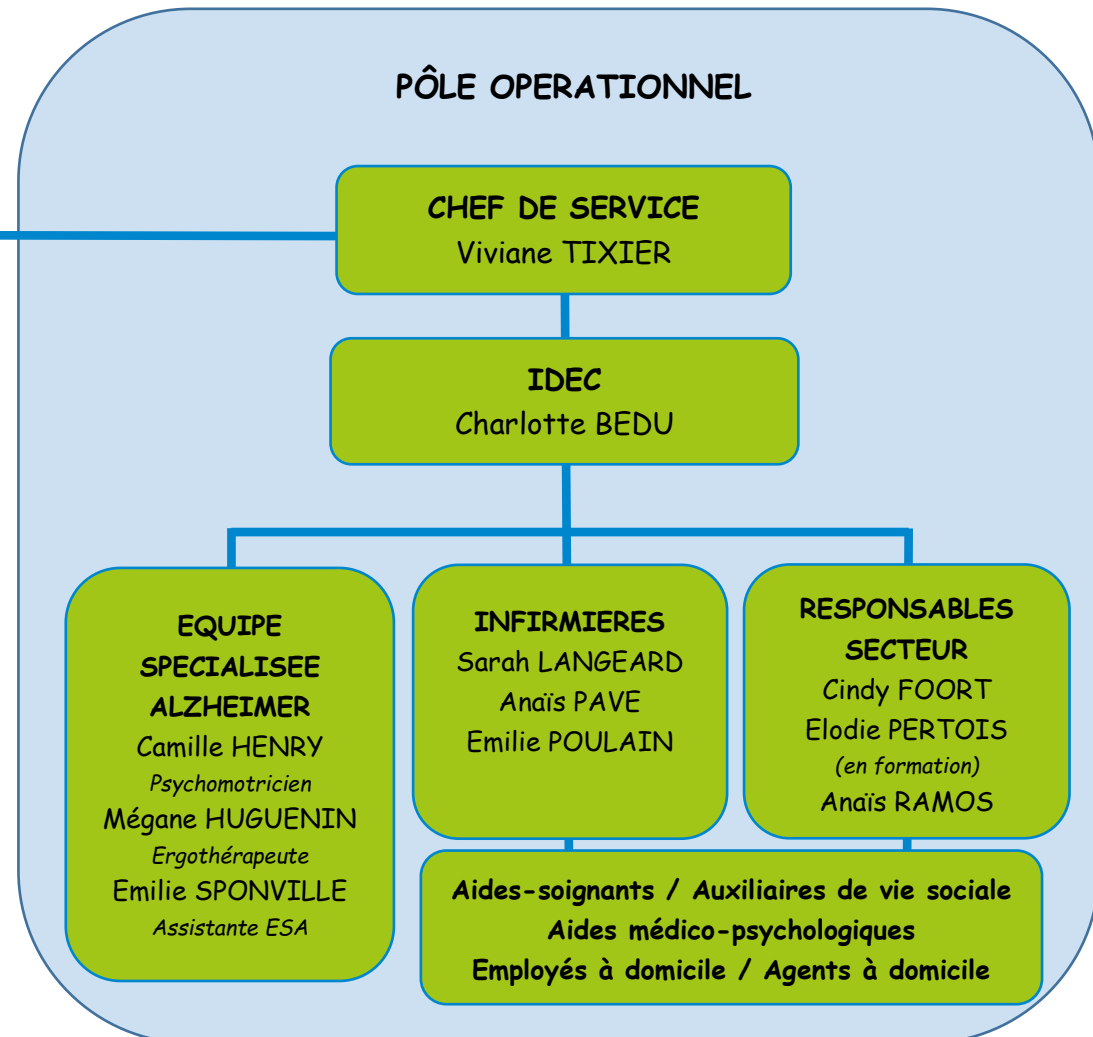 PÔLE OPERATIONNEL
CHEF DE SERVICE
Viviane TIXIER
IDEC
Charlotte BEDU
EQUIPE
SPECIALISEE
ALZHEIMER
Camille HENRY
Psychomotricien
Mégane HUGUENIN
Ergothérapeute
Emilie SPONVILLE
Assistante ESA
INFIRMIERES
Sarah LANGEARD
Anaïs PAVE
Emilie POULAIN
RESPONSABLES
SECTEUR
Cindy FOORT
Elodie PERTOIS
(en formation)
Anaïs RAMOS
Aides-soignants / Auxiliaires de vie sociale
Aides médico-psychologiques
Employés à domicile / Agents à domicile